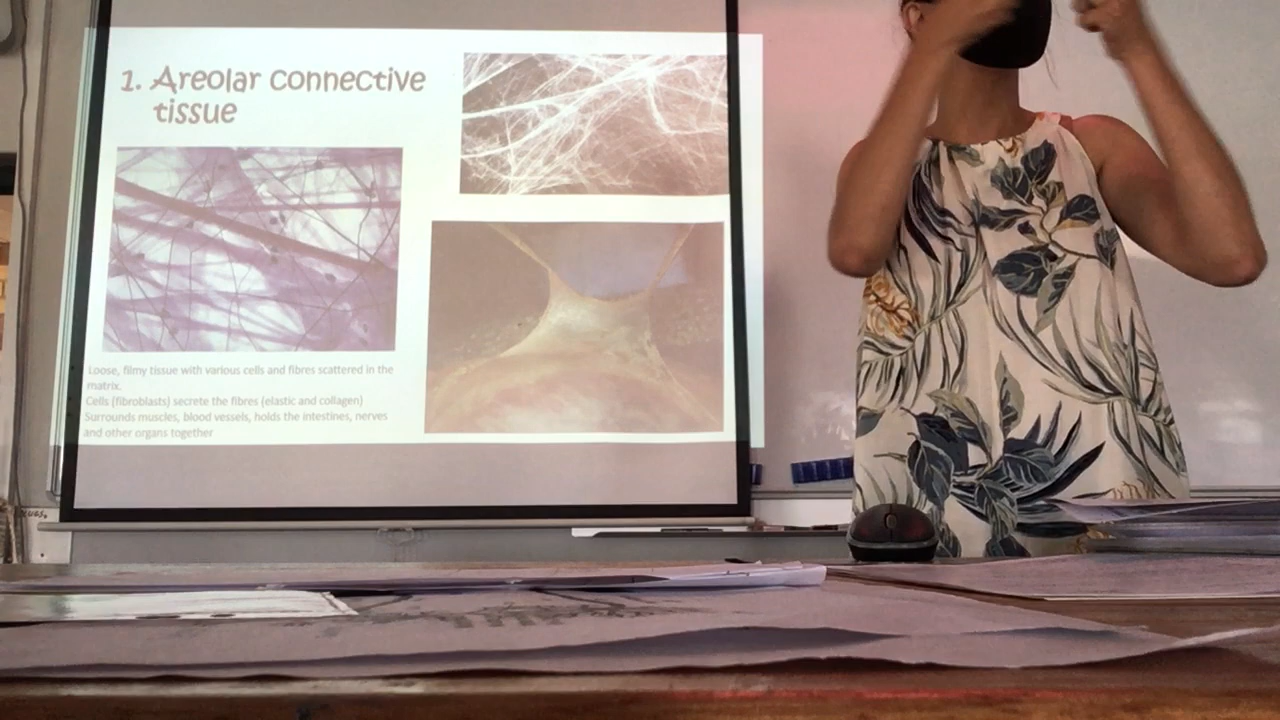 1. Areolar connective
tissue
Loose, filmy tissue with various cells and fibres scattered in the
matrix.
Cells (fibroblasts) secrete the fibres (elastic and collagen)
Surrounds muscles, blood vessels, holds the intestines, nerves
and other organs together